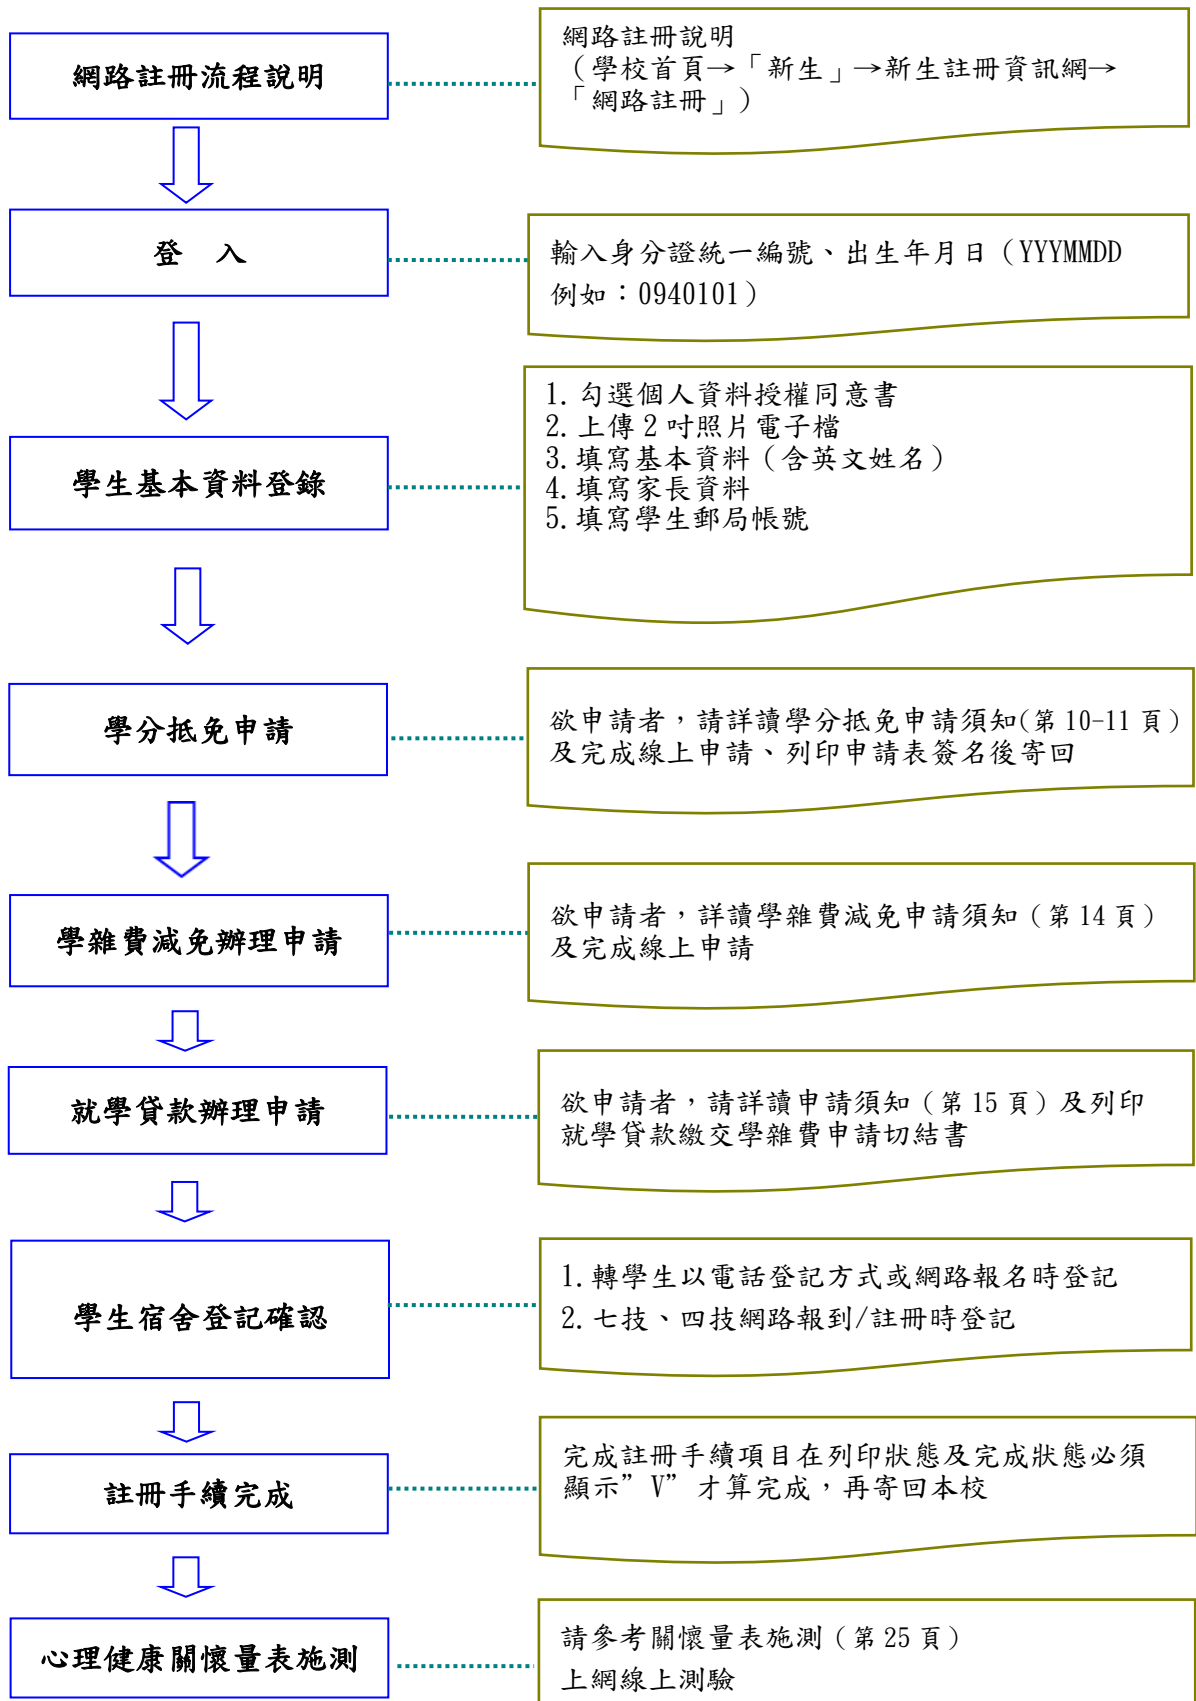 網路註冊流程說明
網路註冊說明
（學校首頁→「新生」→新生註冊資訊網→
「網路註冊」）
登　入
輸入身分證統一編號、出生年月日（YYYMMDD
例如：0940101）
學生基本資料登錄
1. 勾選個人資料授權同意書
2. 上傳 2 吋照片電子檔
3. 填寫基本資料（含英文姓名）
4. 填寫家長資料
5. 填寫學生郵局帳號
學分抵免申請
欲申請者，請詳讀學分抵免申請須知(第 10-11 頁)
及完成線上申請、列印申請表簽名後寄回
學雜費減免辦理申請
欲申請者，詳讀學雜費減免申請須知（第 14 頁）
及完成線上申請
就學貸款辦理申請
欲申請者，請詳讀申請須知（第 15 頁）及列印
就學貸款繳交學雜費申請切結書
學生宿舍登記確認
1. 轉學生以電話登記方式或網路報名時登記
2. 七技、四技網路報到/註冊時登記
註冊手續完成
完成註冊手續項目在列印狀態及完成狀態必須
顯示”V”才算完成，再寄回本校
心理健康關懷量表施測
請參考關懷量表施測（第 25 頁）
上網線上測驗